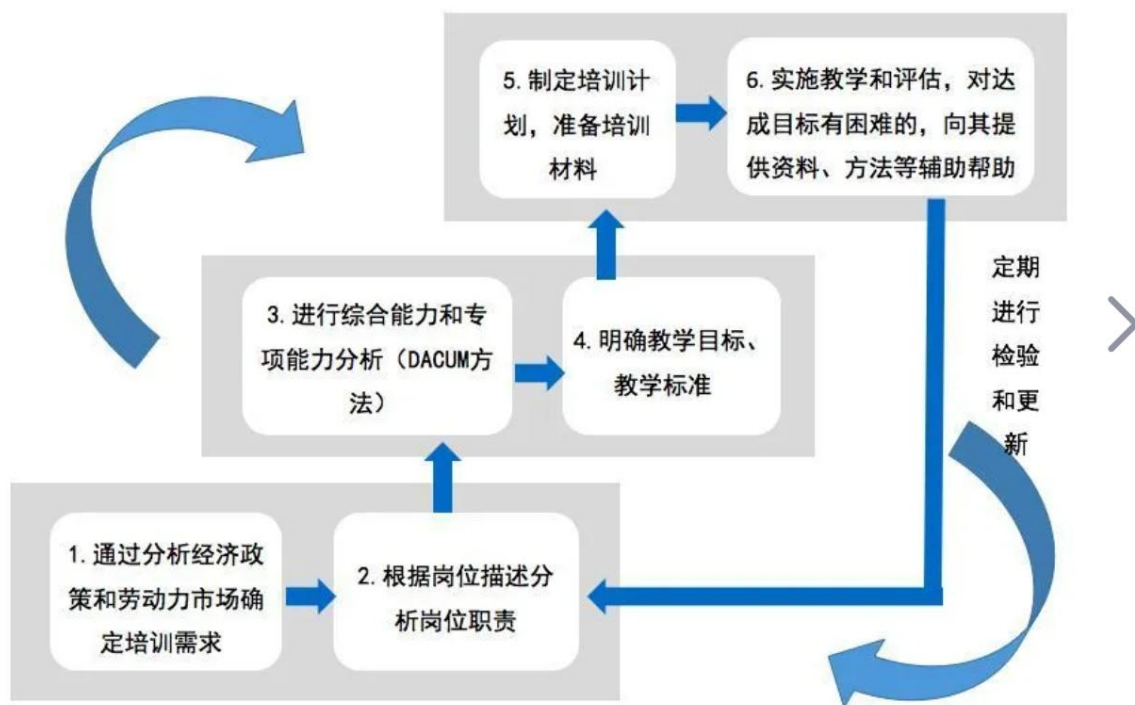 5. 制定培训计
划，准备培训
材料
6. 实施教学和评估，对达
成目标有困难的，向其提
供资料、方法等辅助帮助
定期
进行
检验
和更
新
3. 进行综合能力和专
项能力分析（DACUM方
法）
4. 明确教学目标、
教学标准
1. 通过分析经济政
策和劳动力市场确
定培训需求
2. 根据岗位描述分
析岗位职责